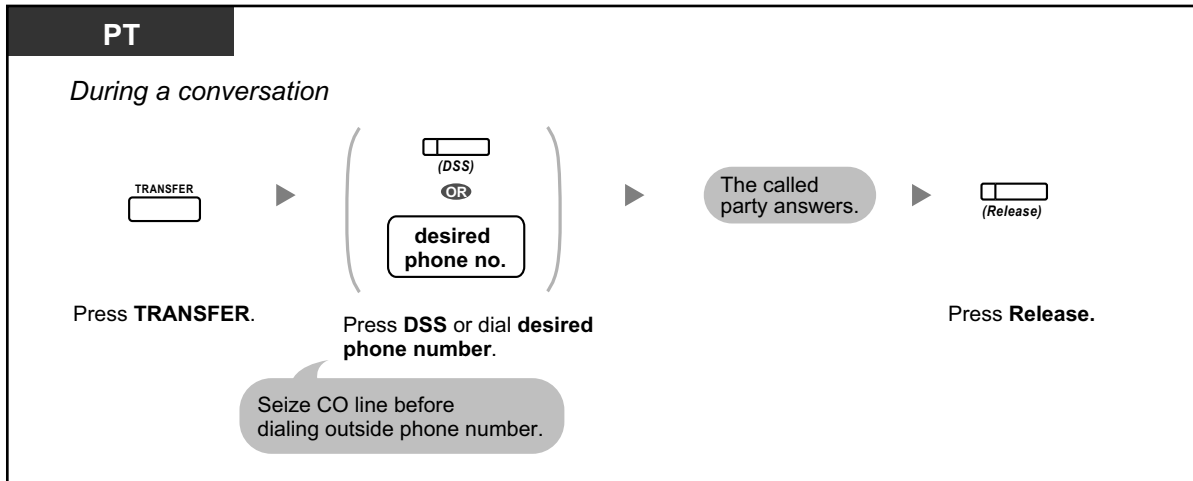 PT
During a conversation
TRANSFER
(DSS)
OR
desired
phone no.
The called
party answers.
(Release)
Press TRANSFER.
Press DSS or dial desired
phone number.
Press Release.
Seize CO line before
dialing outside phone number.